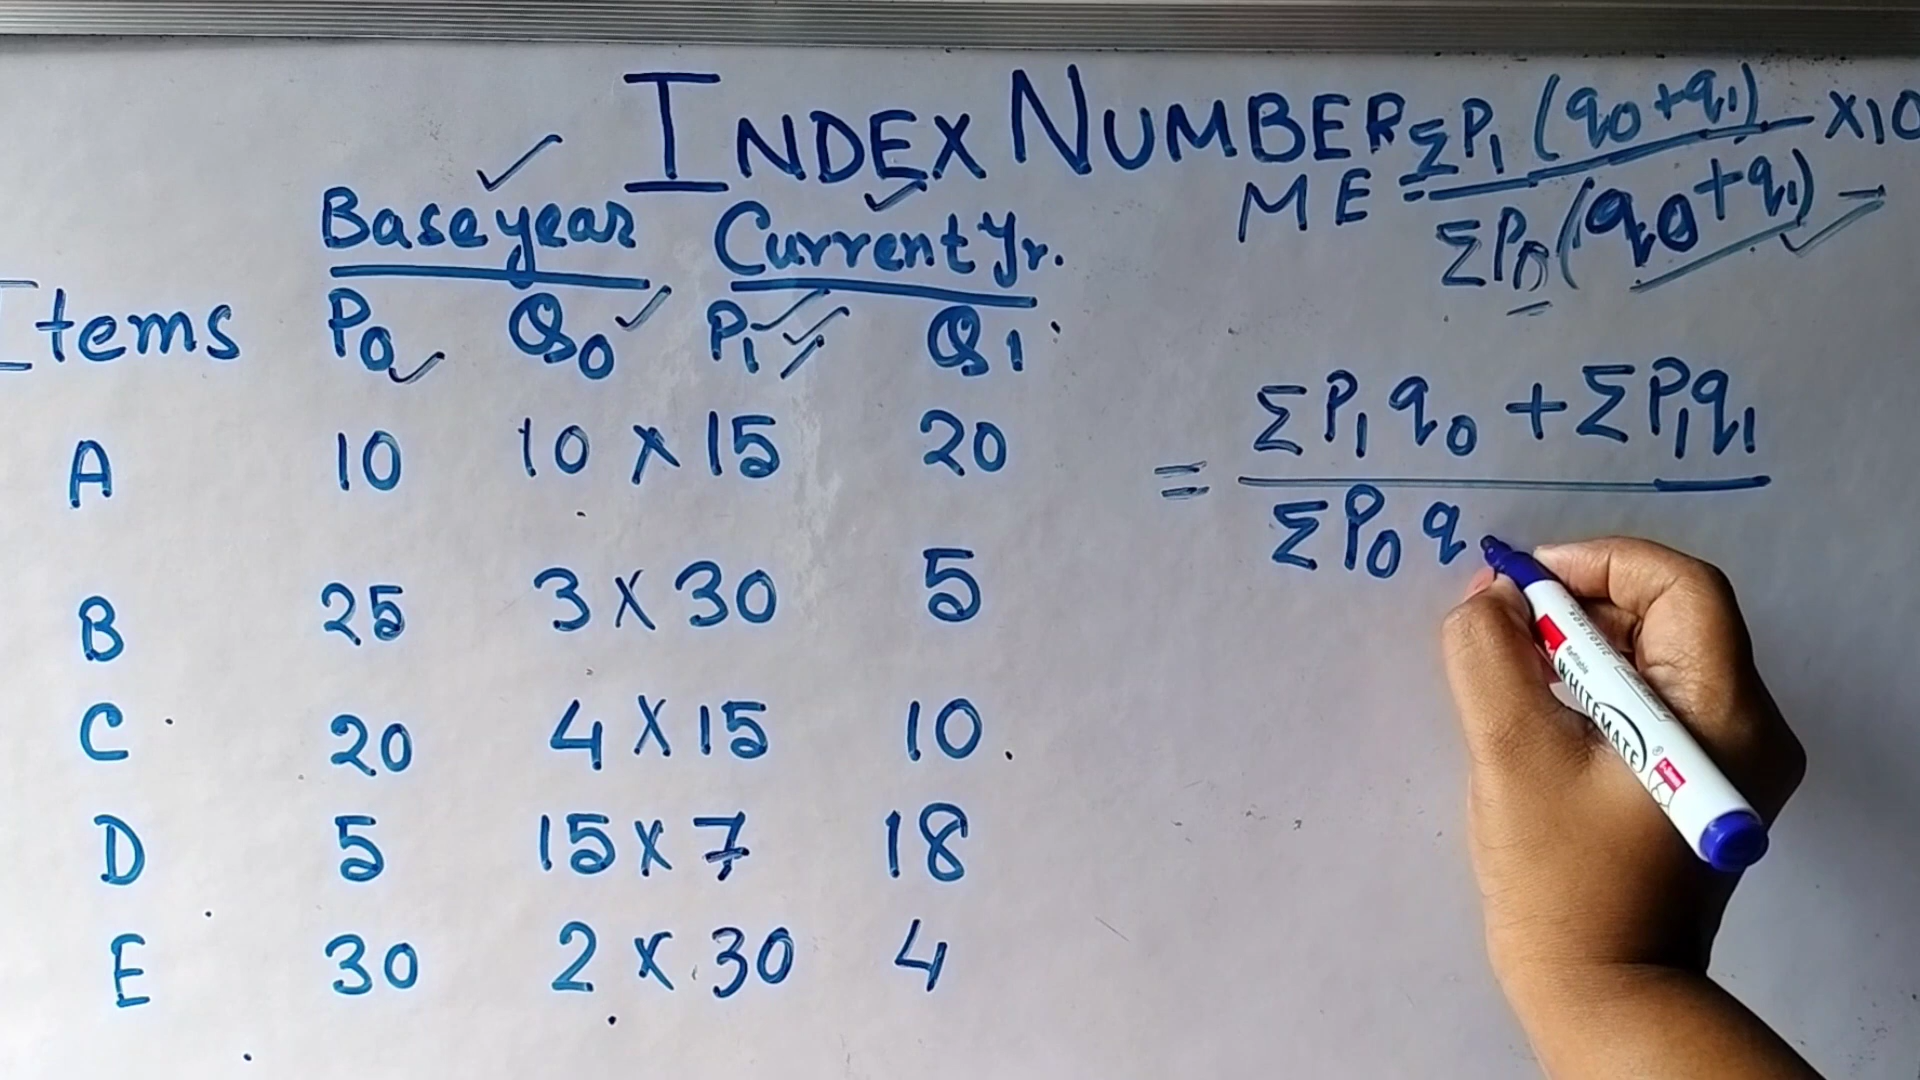 INDEX NUMBER
ME = ΣP₁(q₀+q₁) / ΣP₀(q₀+q₁) X10
Base year Current Yr.
Items P₀ Q₀ P₁ Q₁
A 10 10 X 15 20
B 25 3 X 30 5
C 20 4 X 15 10
D 5 15 X 7 18
E 30 2 X 30 4
= ΣP₁q₀ + ΣP₁q₁
ΣP₀q
WHITEMATE